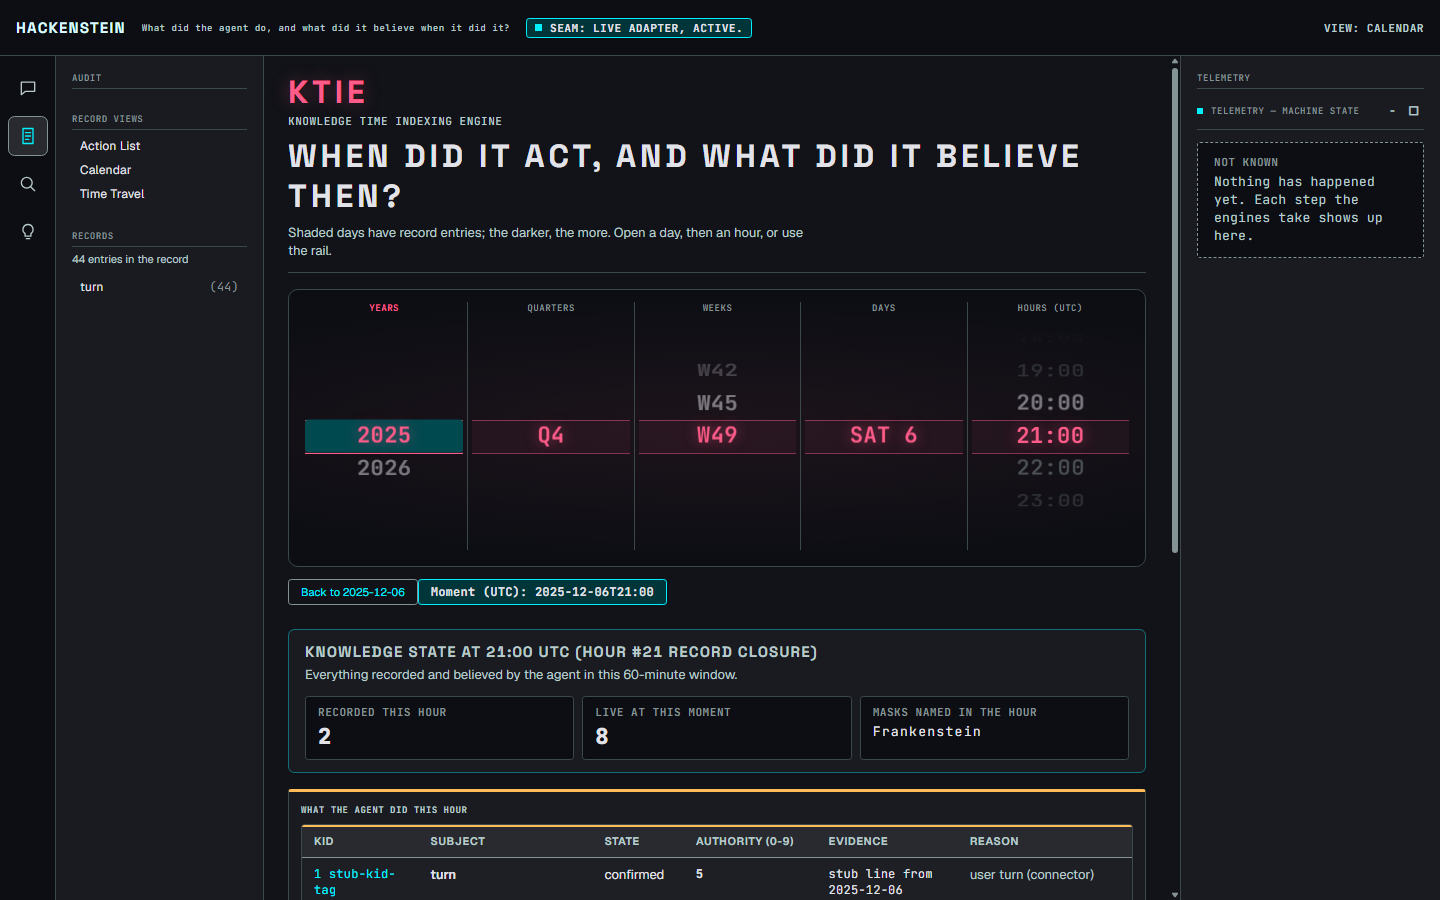 HACKENSTEIN
What did the agent do, and what did it believe when it did it?
SEAM: LIVE ADAPTER, ACTIVE.
VIEW: CALENDAR
AUDIT
RECORD VIEWS
Action List
Calendar
Time Travel
RECORDS
44 entries in the record
turn (44)
KTIE
KNOWLEDGE TIME INDEXING ENGINE
WHEN DID IT ACT, AND WHAT DID IT BELIEVE
THEN?
Shaded days have record entries; the darker, the more. Open a day, then an hour, or use
the rail.
YEARS QUARTERS WEEKS DAYS HOURS (UTC)
W42 19:00
W45 20:00
2025 Q4 W49 SAT 6 21:00
2026 22:00
23:00
Back to 2025-12-06
Moment (UTC): 2025-12-06T21:00
KNOWLEDGE STATE AT 21:00 UTC (HOUR #21 RECORD CLOSURE)
Everything recorded and believed by the agent in this 60-minute window.
RECORDED THIS HOUR
2
LIVE AT THIS MOMENT
8
MASKS NAMED IN THE HOUR
Frankenstein
WHAT THE AGENT DID THIS HOUR
KID SUBJECT STATE AUTHORITY (0-9) EVIDENCE REASON
1 stub-kid- turn confirmed 5 stub line from user turn (connector)
tag 2025-12-06
TELEMETRY
TELEMETRY — MACHINE STATE -
NOT KNOWN
Nothing has happened
yet. Each step the
engines take shows up
here.